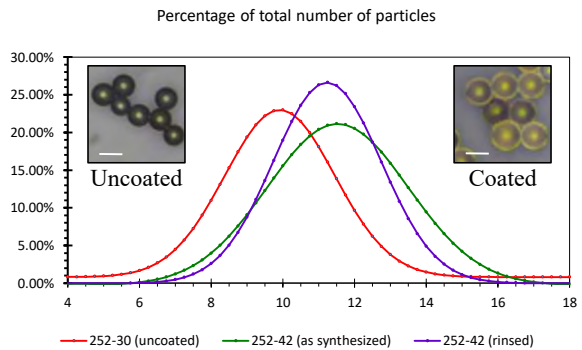 Percentage of total number of particles
30.00%
25.00%
20.00%
15.00%
10.00%
5.00%
0.00%
Uncoated
Coated
4 6 8 10 12 14 16 18
252-30 (uncoated) 252-42 (as synthesized) 252-42 (rinsed)